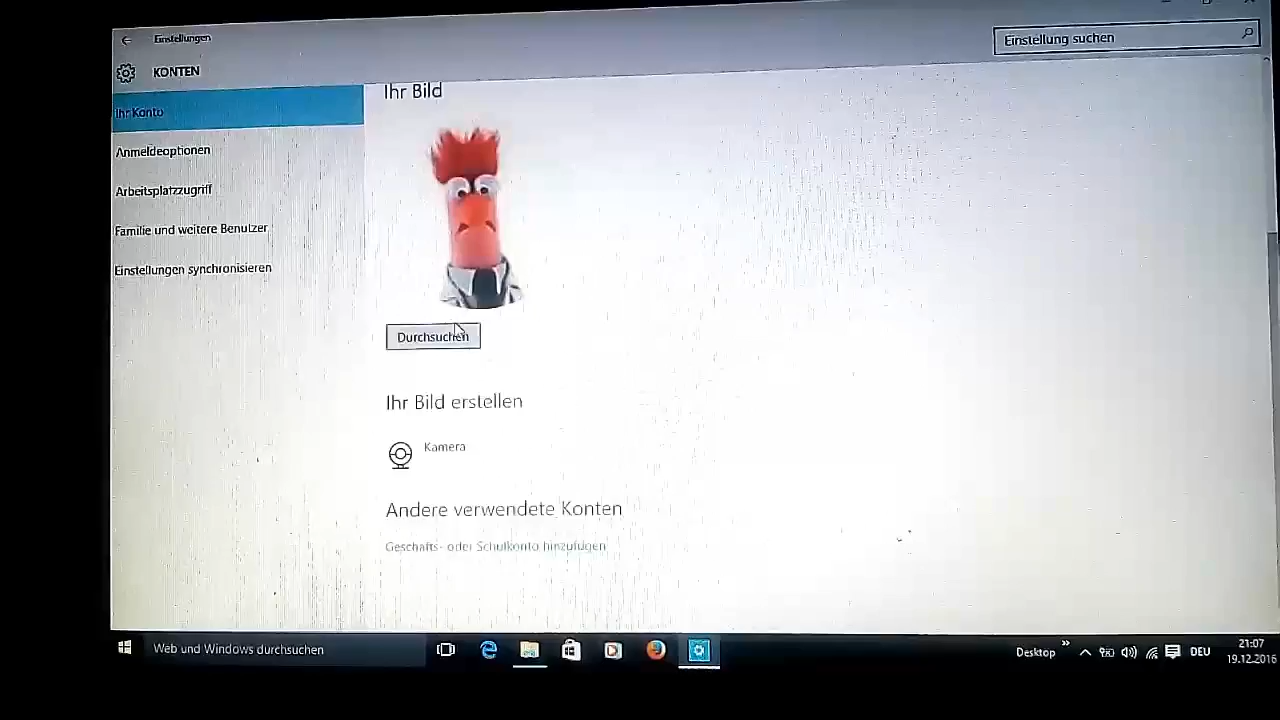 Einstellungen
Einstellung suchen
KONTEN
Ihr Konto
Anmeldeoptionen
Arbeitsplatzzugriff
Familie und weitere Benutzer
Einstellungen synchronisieren
Ihr Bild
Durchsuchen
Ihr Bild erstellen
Kamera
Andere verwendete Konten
Geschäfts- oder Schulkonto hinzufügen
Web und Windows durchsuchen
Desktop
DEU
21:07
19.12.2016